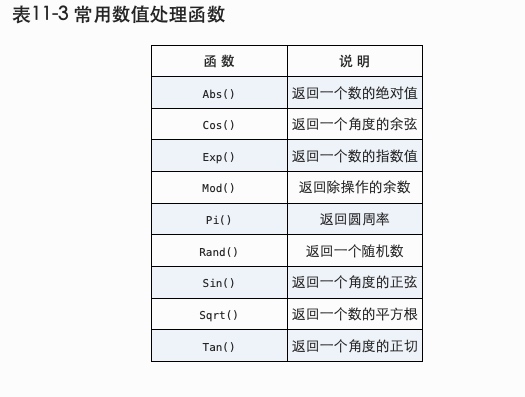 表11-3 常用数值处理函数
函 数 说 明
Abs() 返回一个数的绝对值
Cos() 返回一个角度的余弦
Exp() 返回一个数的指数值
Mod() 返回除操作的余数
Pi() 返回圆周率
Rand() 返回一个随机数
Sin() 返回一个角度的正弦
Sqrt() 返回一个数的平方根
Tan() 返回一个角度的正切